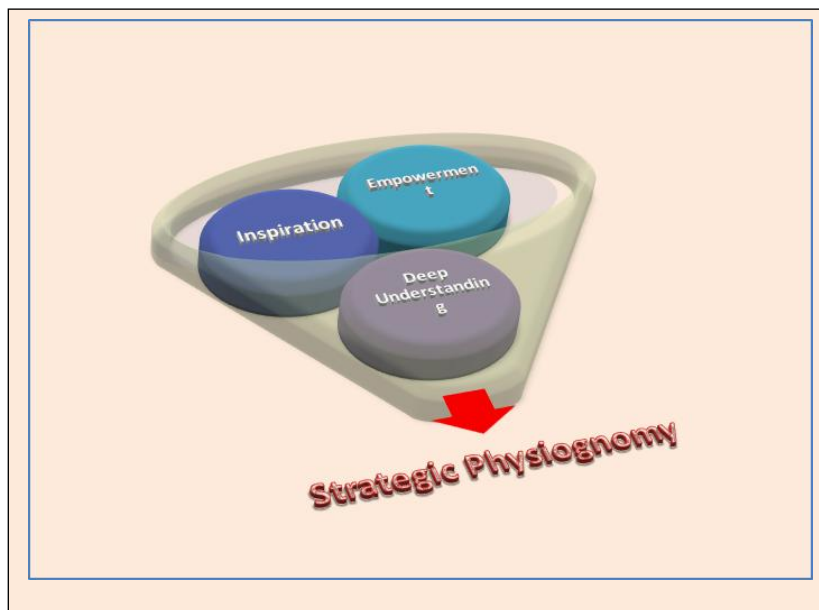 Empowermen
t
Inspiration
Deep
Understandin
g
Strategic Physiognomy